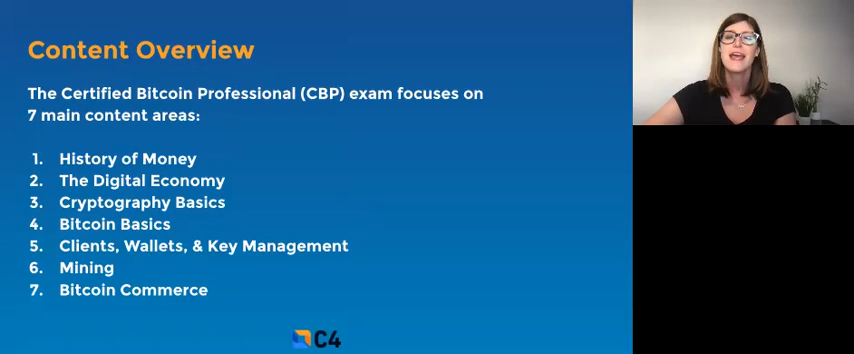 Content Overview
The Certified Bitcoin Professional (CBP) exam focuses on
7 main content areas:
1. History of Money
2. The Digital Economy
3. Cryptography Basics
4. Bitcoin Basics
5. Clients, Wallets, & Key Management
6. Mining
7. Bitcoin Commerce
C4